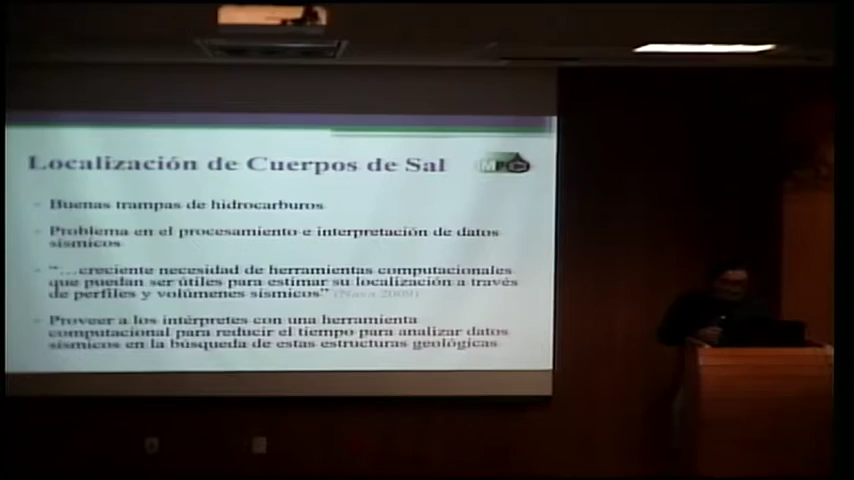 Localización de Cuerpos de Sal
Buenas trampas de hidrocarburos
Problema en el procesamiento e interpretación de datos
sísmicos
"…creciente necesidad de herramientas computacionales
que puedan ser útiles para estimar su localización a través
de perfiles y volúmenes sísmicos" (Nava 2009)
Proveer a los intérpretes con una herramienta
computacional para reducir el tiempo para analizar datos
sísmicos en la búsqueda de estas estructuras geológicas